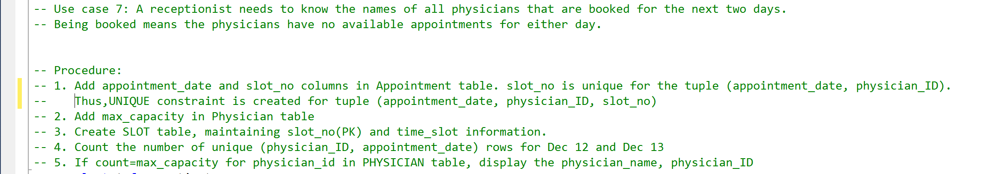 -- Use case 7: A receptionist needs to know the names of all physicians that are booked for the next two days.
-- Being booked means the physicians have no available appointments for either day.
-- Procedure:
-- 1. Add appointment_date and slot_no columns in Appointment table. slot_no is unique for the tuple (appointment_date, physician_ID).
--    Thus,UNIQUE constraint is created for tuple (appointment_date, physician_ID, slot_no)
-- 2. Add max_capacity in Physician table
-- 3. Create SLOT table, maintaining slot_no(PK) and time_slot information.
-- 4. Count the number of unique (physician_ID, appointment_date) rows for Dec 12 and Dec 13
-- 5. If count=max_capacity for physician_id in PHYSICIAN table, display the physician_name, physician_ID